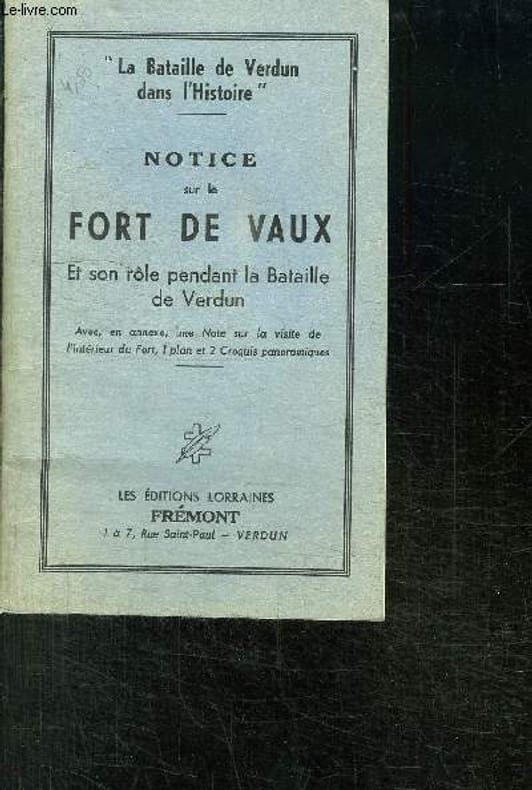 Le-livre.com
"La Bataille de Verdun
dans l'Histoire"
NOTICE
sur le
FORT DE VAUX
Et son rôle pendant la Bataille
de Verdun
Avec, en annexe, une Note sur la visite de
l'intérieur du Fort, 1 plan et 2 Croquis panoramiques
LES ÉDITIONS LORRAINES
FRÉMONT
1 à 7, Rue Saint-Paul — VERDUN